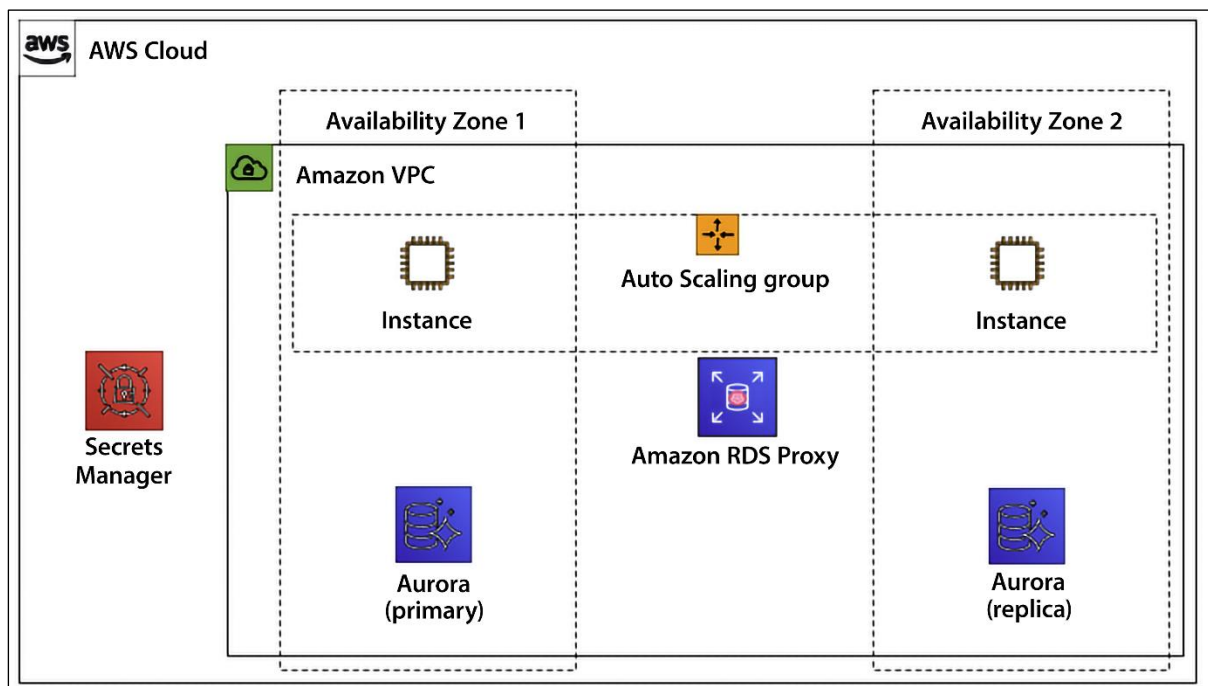 aws
AWS Cloud
Availability Zone 1
Availability Zone 2
Amazon VPC
Auto Scaling group
Instance
Instance
Secrets
Manager
Amazon RDS Proxy
Aurora
(primary)
Aurora
(replica)